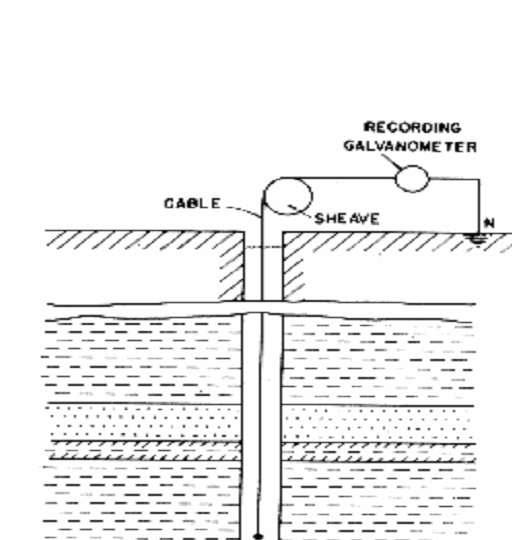 RECORDING
GALVANOMETER
CABLE
SHEAVE
N